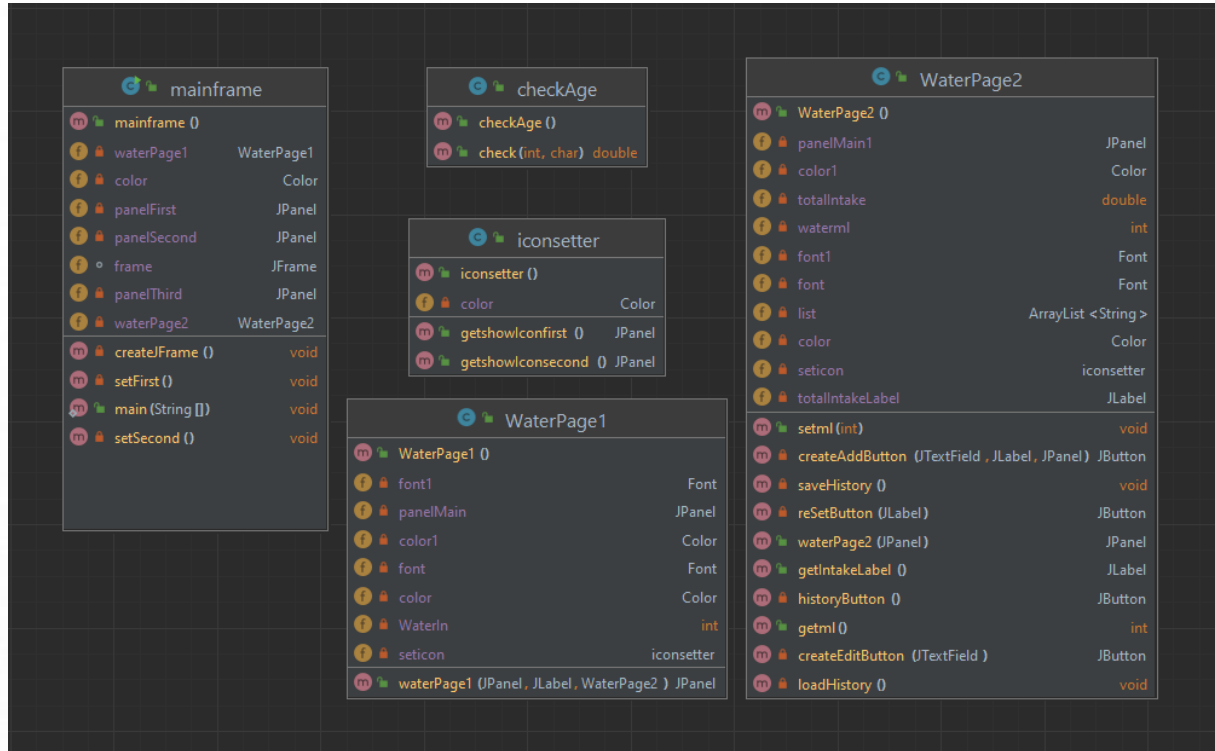 mainframe
mainframe ()
waterPage1 WaterPage1
color Color
panelFirst JPanel
panelSecond JPanel
frame JFrame
panelThird JPanel
waterPage2 WaterPage2
createJFrame () void
setFirst () void
main (String []) void
setSecond () void
checkAge
checkAge ()
check (int, char) double
iconsetter
iconsetter ()
color Color
getshowIconfirst () JPanel
getshowIconsecond () JPanel
WaterPage1
WaterPage1 ()
font1 Font
panelMain JPanel
color1 Color
font Font
color Color
WaterIn int
seticon iconsetter
waterPage1 (JPanel, JLabel, WaterPage2 ) JPanel
WaterPage2
WaterPage2 ()
panelMain1 JPanel
color1 Color
totalIntake double
waterml int
font1 Font
font Font
list ArrayList <String>
color Color
seticon iconsetter
totalIntakeLabel JLabel
setml (int) void
createAddButton (JTextField , JLabel, JPanel) JButton
saveHistory () void
reSetButton (JLabel) JButton
waterPage2 (JPanel) JPanel
getIntakeLabel () JLabel
historyButton () JButton
getml () int
createEditButton (JTextField ) JButton
loadHistory () void